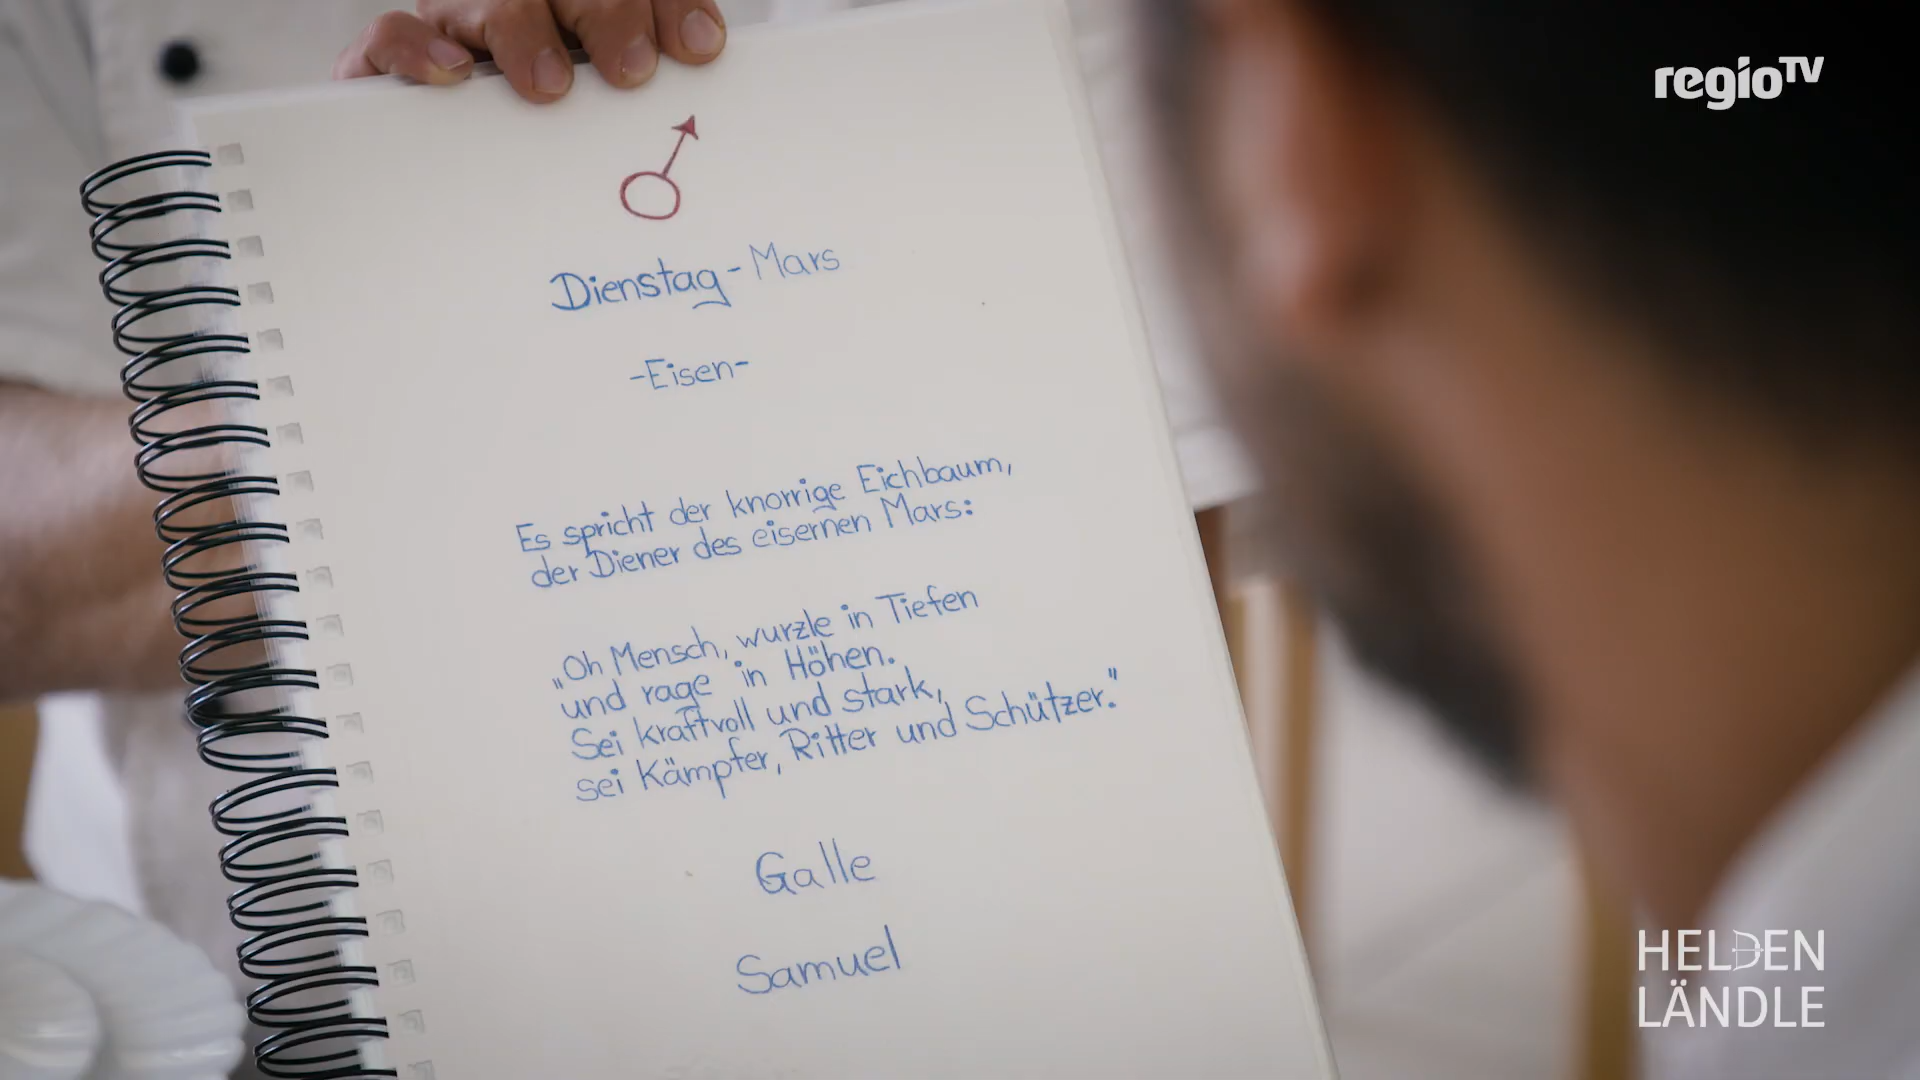 regioTV
Dienstag - Mars
-Eisen-
Es spricht der knorrige Eichbaum,
der Diener des eisernen Mars:
„Oh Mensch, wurzle in Tiefen
und rage in Höhen.
Sei kraftvoll und stark,
sei Kämpfer, Ritter und Schützer."
Galle
Samuel
HELDEN
LÄNDLE